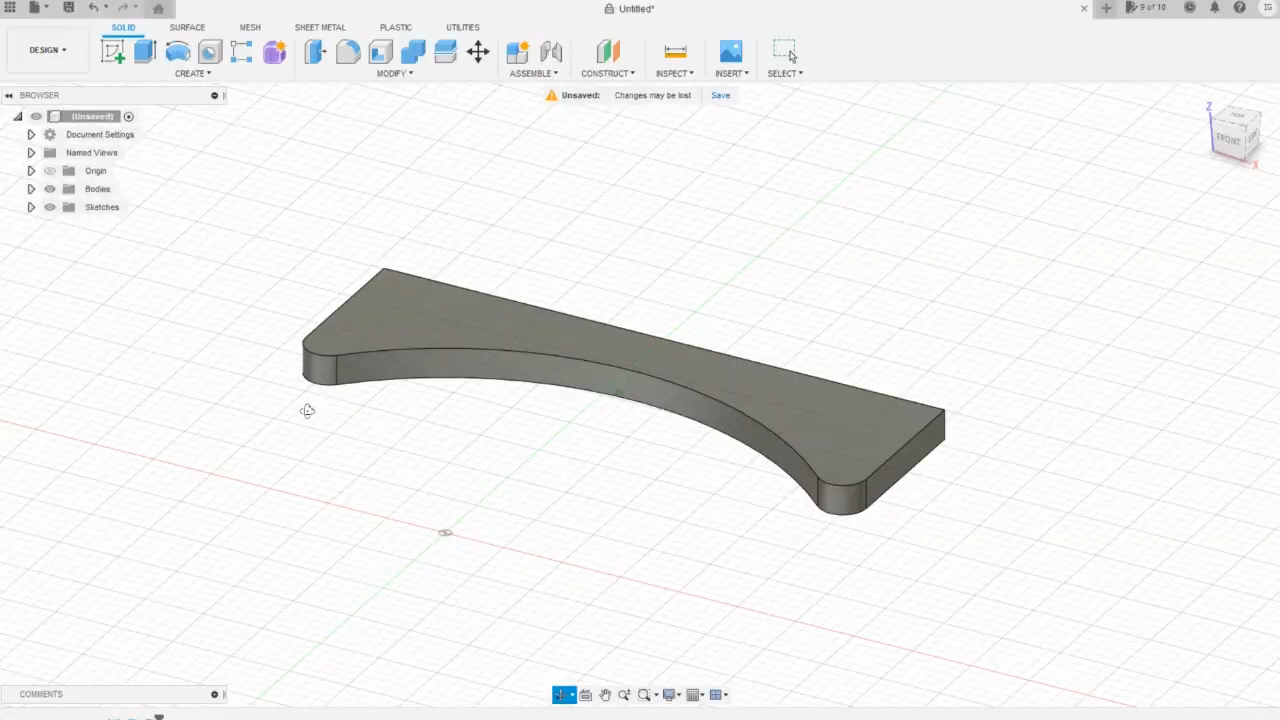 Untitled*
9 of 10
IG
SOLID SURFACE MESH SHEET METAL PLASTIC UTILITIES
DESIGN
CREATE MODIFY ASSEMBLE CONSTRUCT INSPECT INSERT SELECT
BROWSER
Unsaved: Changes may be lost Save
(Unsaved)
Document Settings
Named Views
Origin
Bodies
Sketches
Z
FRONT
X
COMMENTS